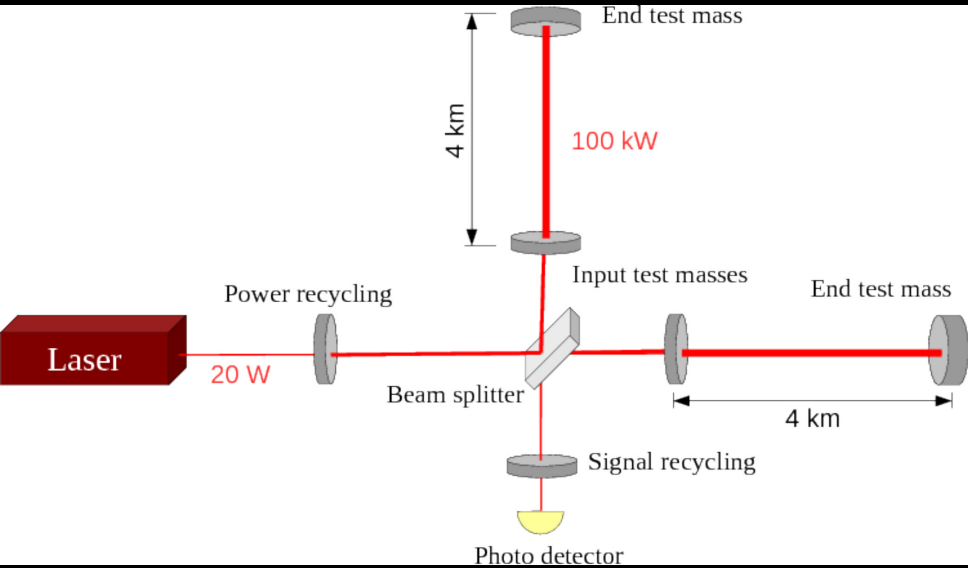 End test mass
4 km
100 kW
Input test masses
End test mass
Power recycling
Laser
20 W
Beam splitter
4 km
Signal recycling
Photo detector